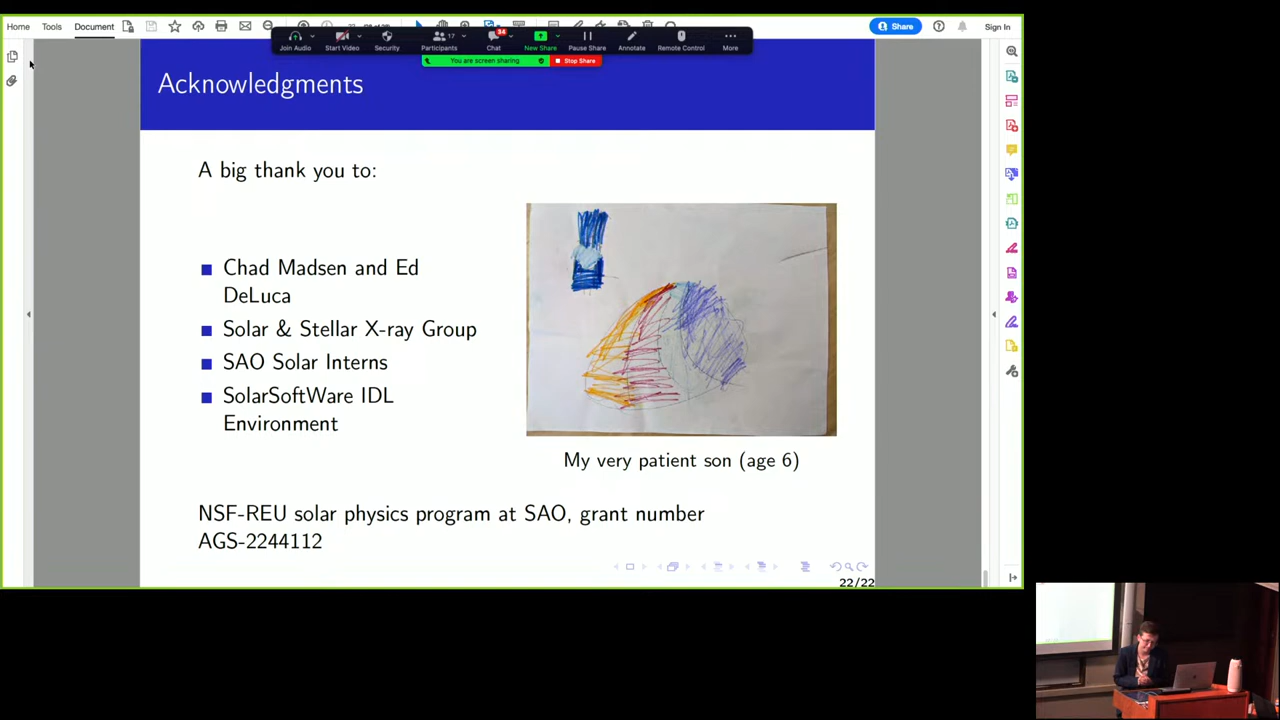 Home Tools Document Share Sign In
17 34
Join Audio Start Video Security Participants Chat New Share Pause Share Annotate Remote Control More
You are screen sharing Stop Share
Acknowledgments
A big thank you to:
Chad Madsen and Ed
DeLuca
Solar & Stellar X-ray Group
SAO Solar Interns
SolarSoftWare IDL
Environment
My very patient son (age 6)
NSF-REU solar physics program at SAO, grant number
AGS-2244112
22/22